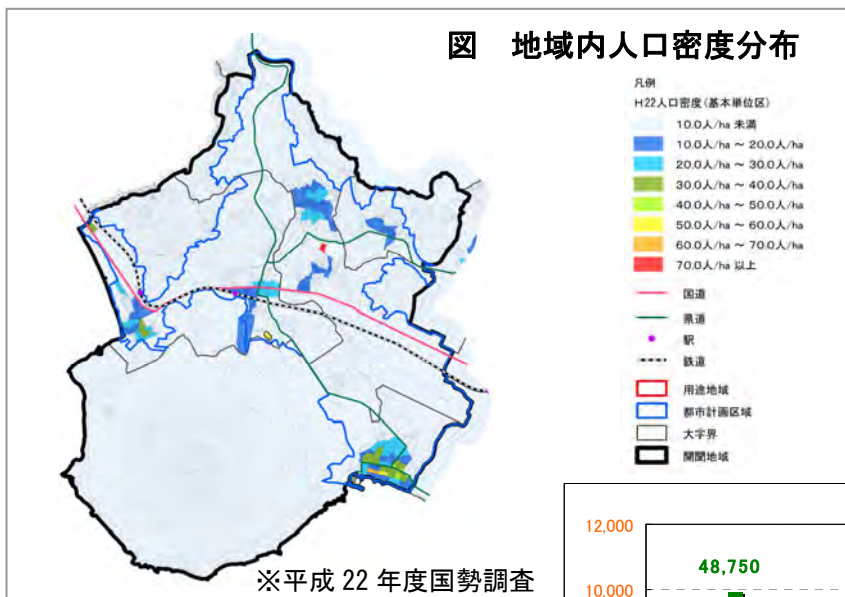 図 地域内人口密度分布
凡例
H22人口密度(基本単位区)
10.0人/ha 未満
10.0人/ha ～ 20.0人/ha
20.0人/ha ～ 30.0人/ha
30.0人/ha ～ 40.0人/ha
40.0人/ha ～ 50.0人/ha
50.0人/ha ～ 60.0人/ha
60.0人/ha ～ 70.0人/ha
70.0人/ha 以上
国道
県道
駅
鉄道
用途地域
都市計画区域
大字界
開聞地域
※平成 22 年度国勢調査
12,000
48,750
10,000